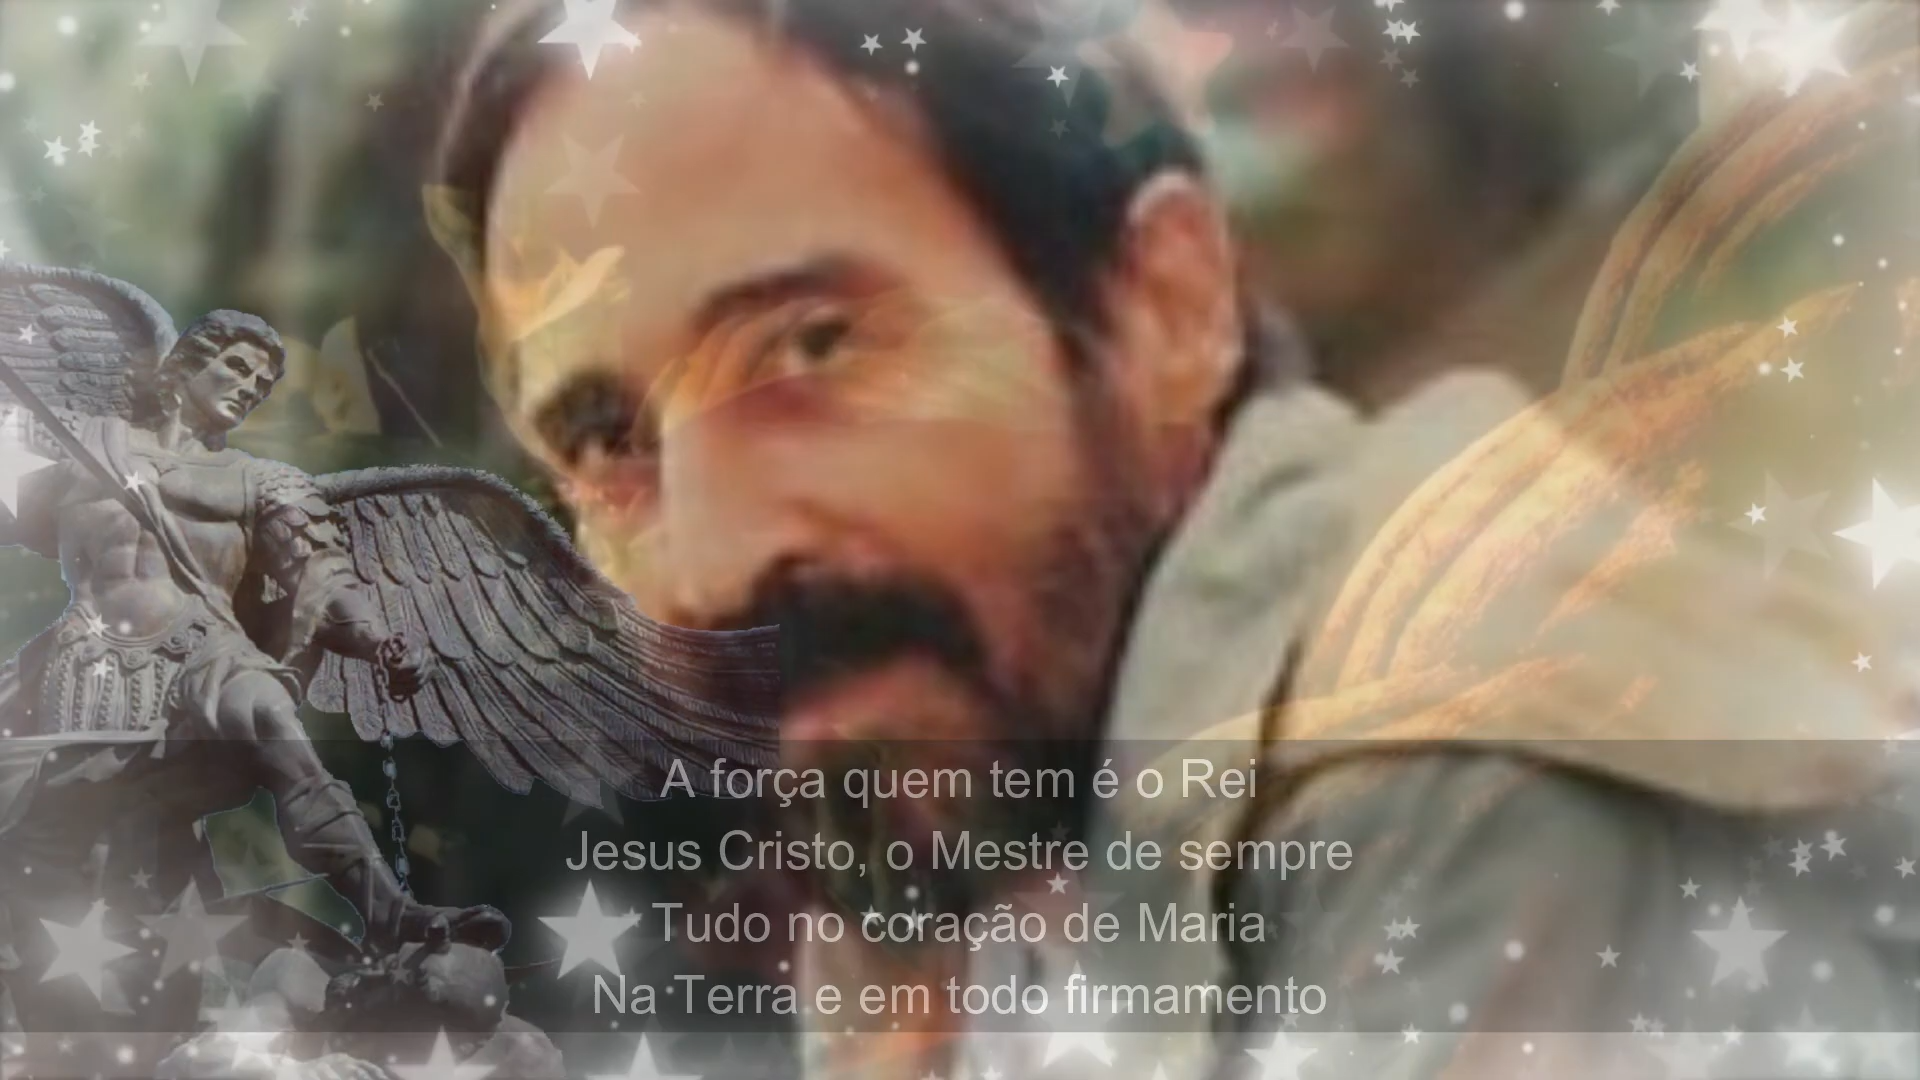 A força quem tem é o Rei
Jesus Cristo, o Mestre de sempre
Tudo no coração de Maria
Na Terra e em todo firmamento